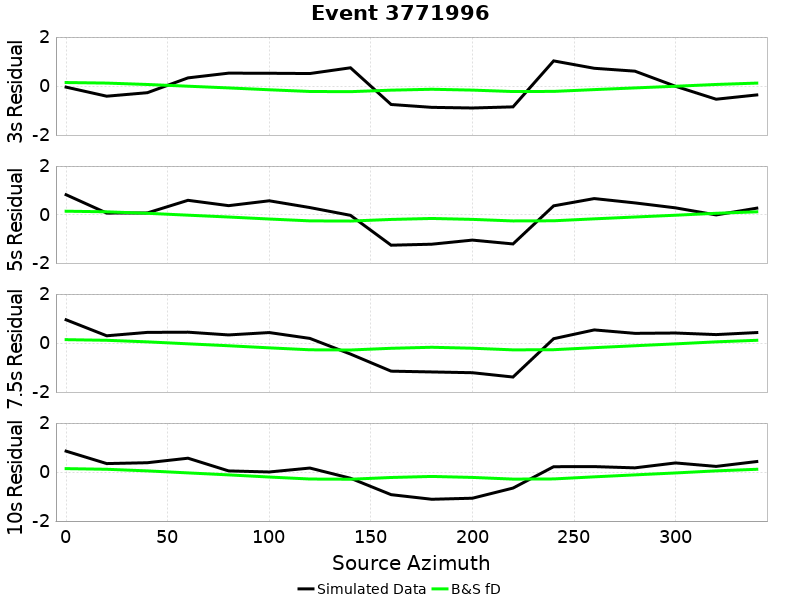 Event 3771996
3s Residual
2
0
-2
5s Residual
2
0
-2
7.5s Residual
2
0
-2
10s Residual
2
0
-2
0 50 100 150 200 250 300
Source Azimuth
Simulated Data B&S fD